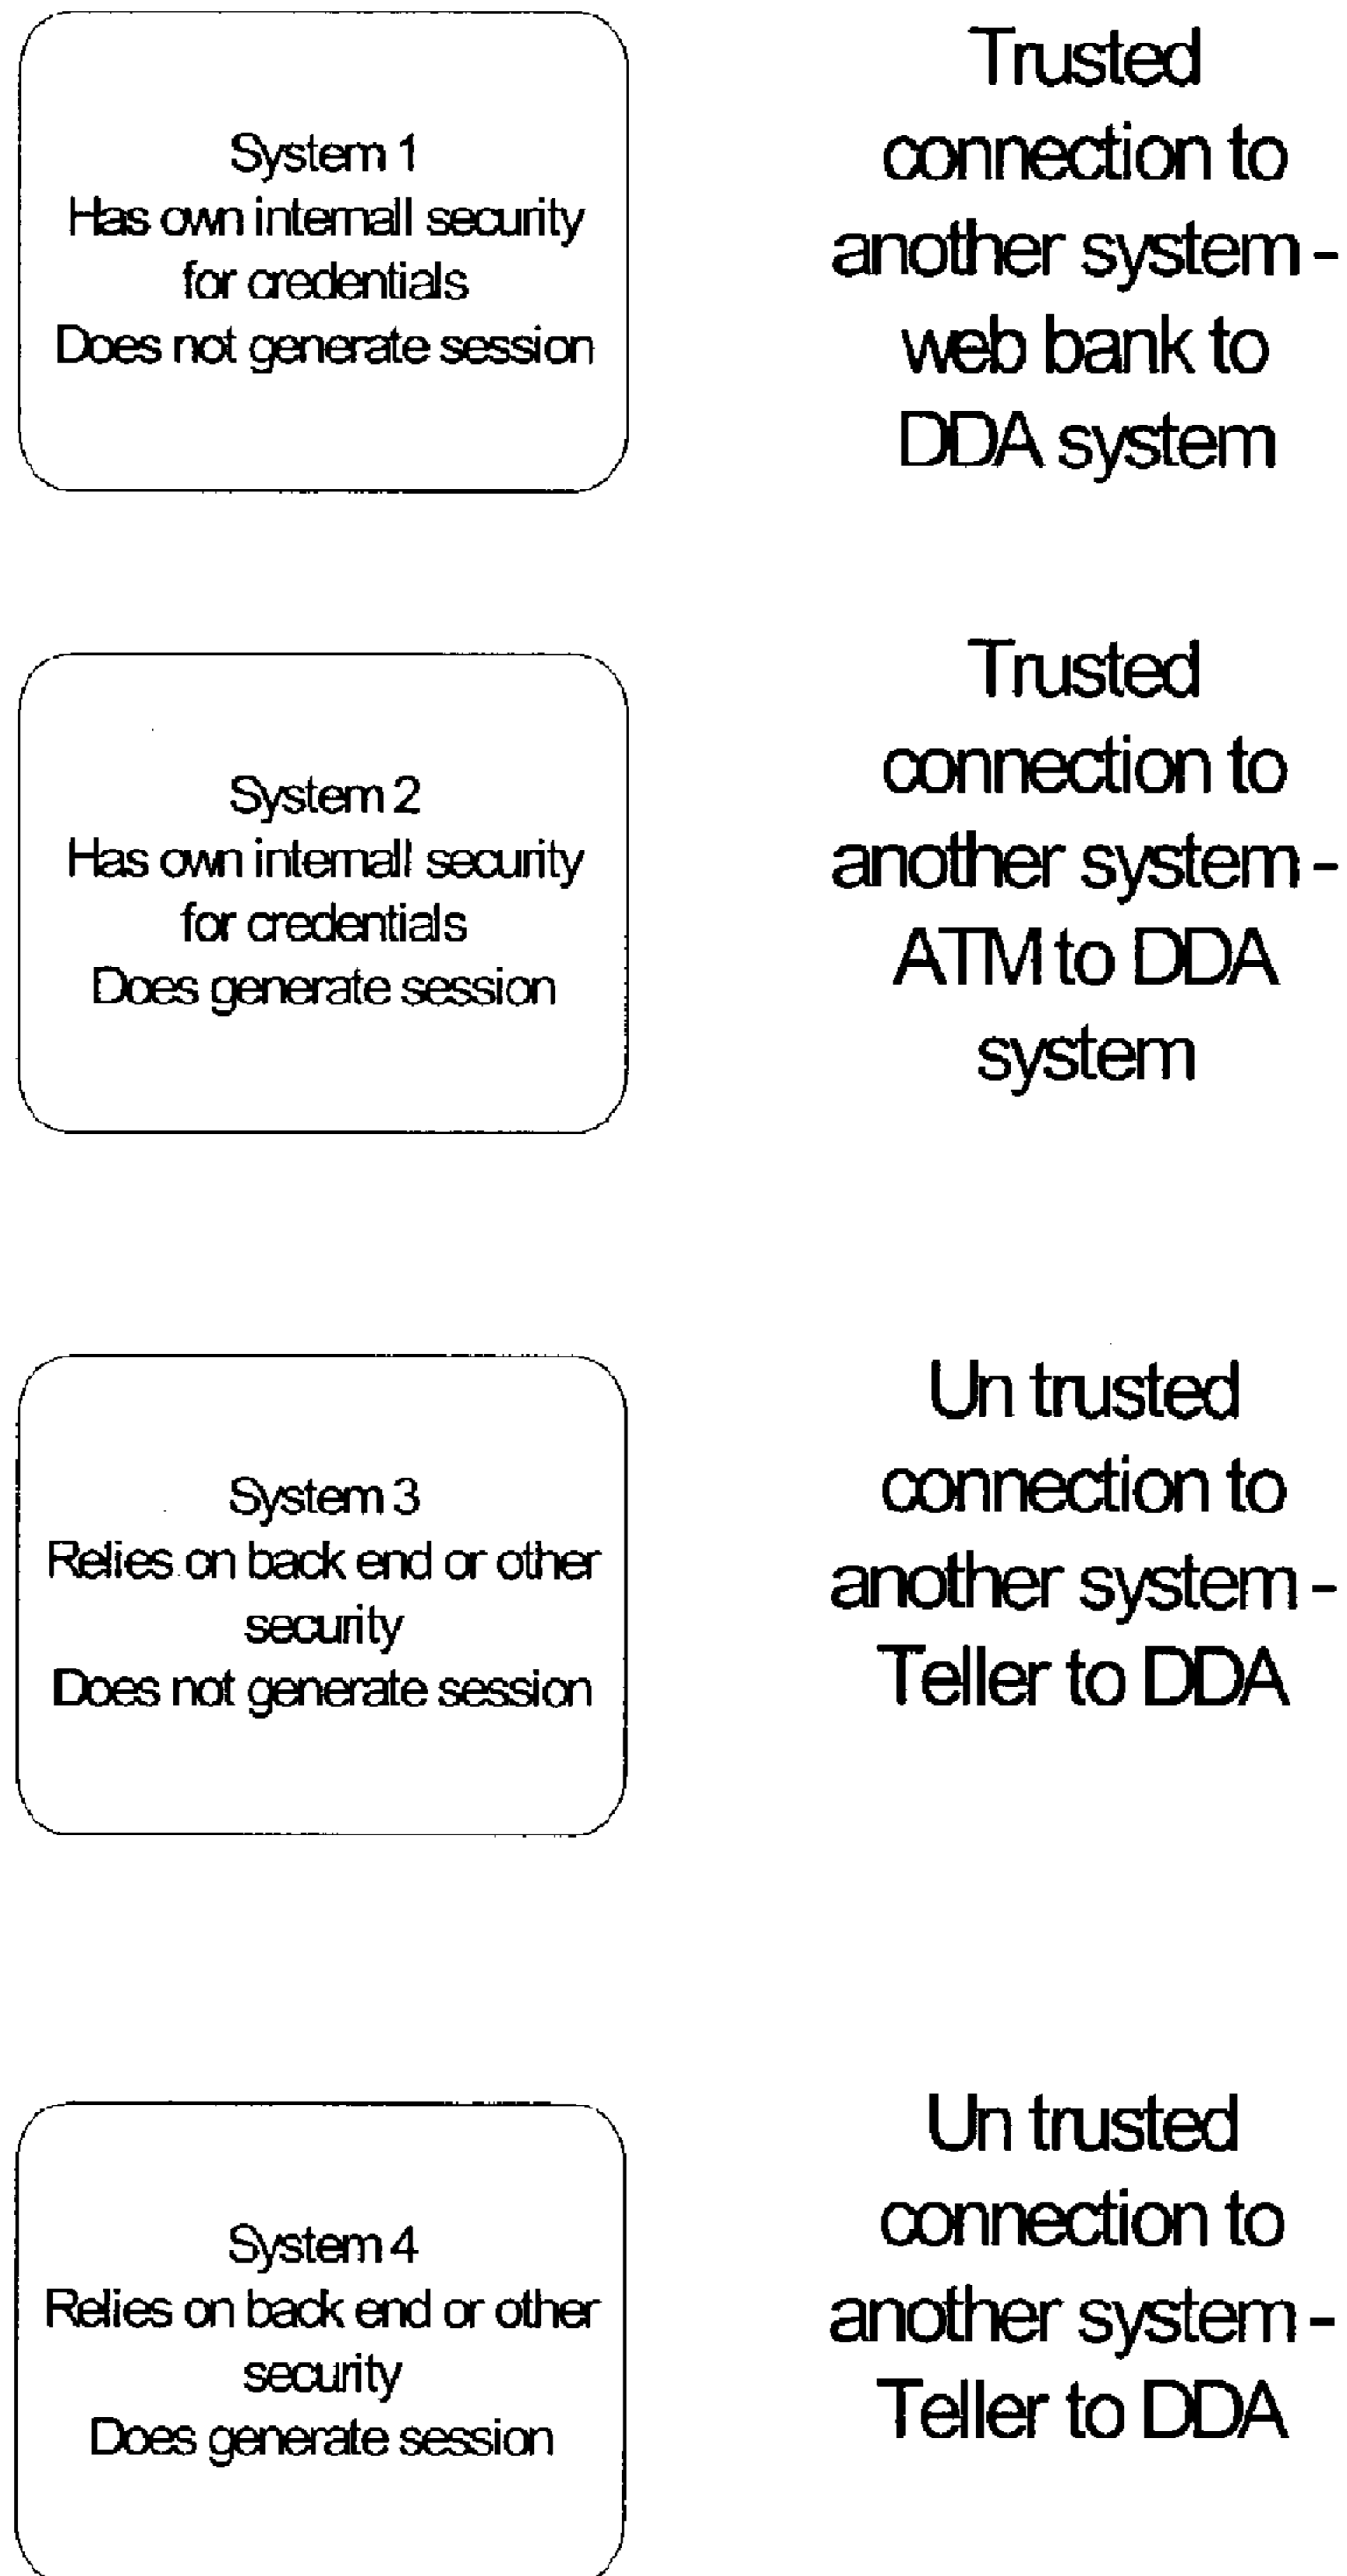 System 1
Has own internall security
for credentials
Does not generate session
Trusted
connection to
another system -
web bank to
DDA system
System 2
Has own internall security
for credentials
Does generate session
Trusted
connection to
another system -
ATM to DDA
system
System 3
Relies on back end or other
security
Does not generate session
Un trusted
connection to
another system -
Teller to DDA
System 4
Relies on back end or other
security
Does generate session
Un trusted
connection to
another system -
Teller to DDA